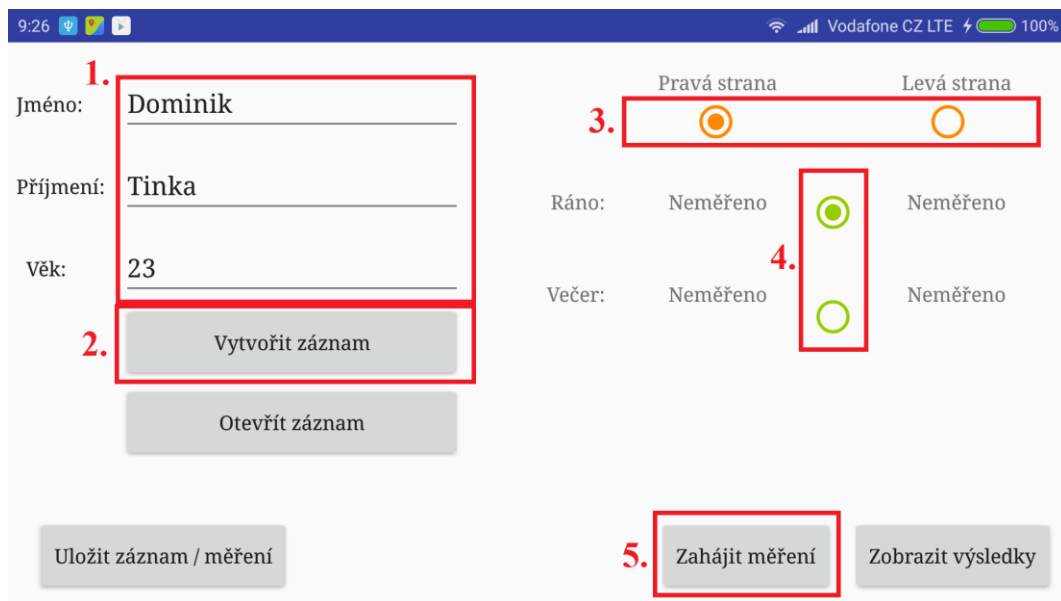 9:26 Vodafone CZ LTE 100%
1.
Jméno: Dominik
Příjmení: Tinka
Věk: 23
2. Vytvořit záznam
Otevřít záznam
Uložit záznam / měření
Pravá strana Levá strana
3.
Ráno: Neměřeno Neměřeno
4.
Večer: Neměřeno Neměřeno
5. Zahájit měření Zobrazit výsledky